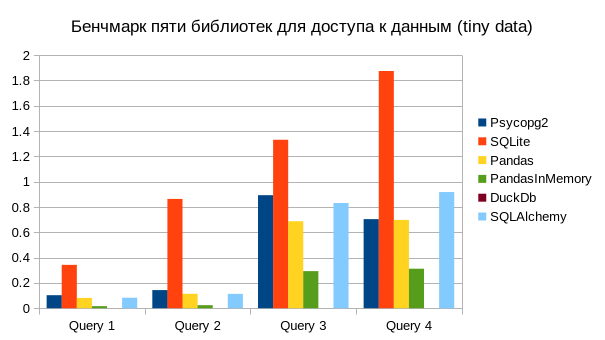 Бенчмарк пяти библиотек для доступа к данным (tiny data)
2
1.8
1.6
1.4
1.2
1
0.8
0.6
0.4
0.2
0
Query 1
Query 2
Query 3
Query 4
Psycopg2
SQLite
Pandas
PandasInMemory
DuckDb
SQLAlchemy